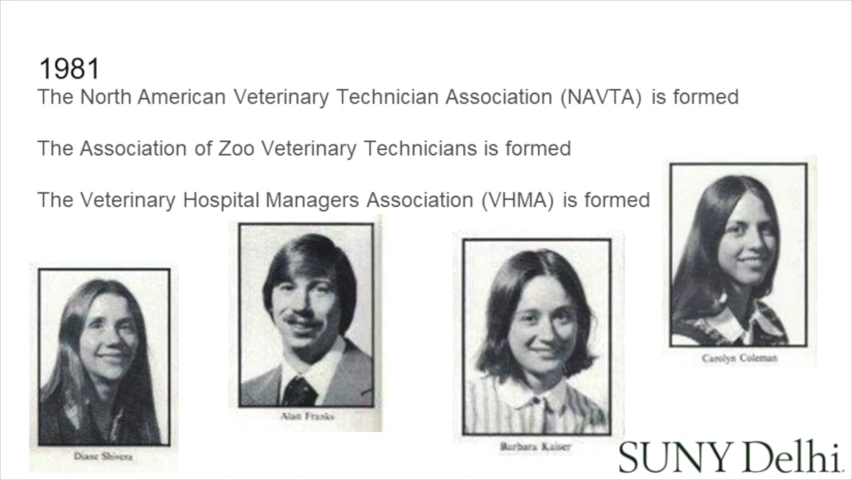 1981
The North American Veterinary Technician Association (NAVTA) is formed
The Association of Zoo Veterinary Technicians is formed
The Veterinary Hospital Managers Association (VHMA) is formed
Carolyn Coleman
Alan Franks
Barbara Kaiser
Diane Shivera
SUNY Delhi